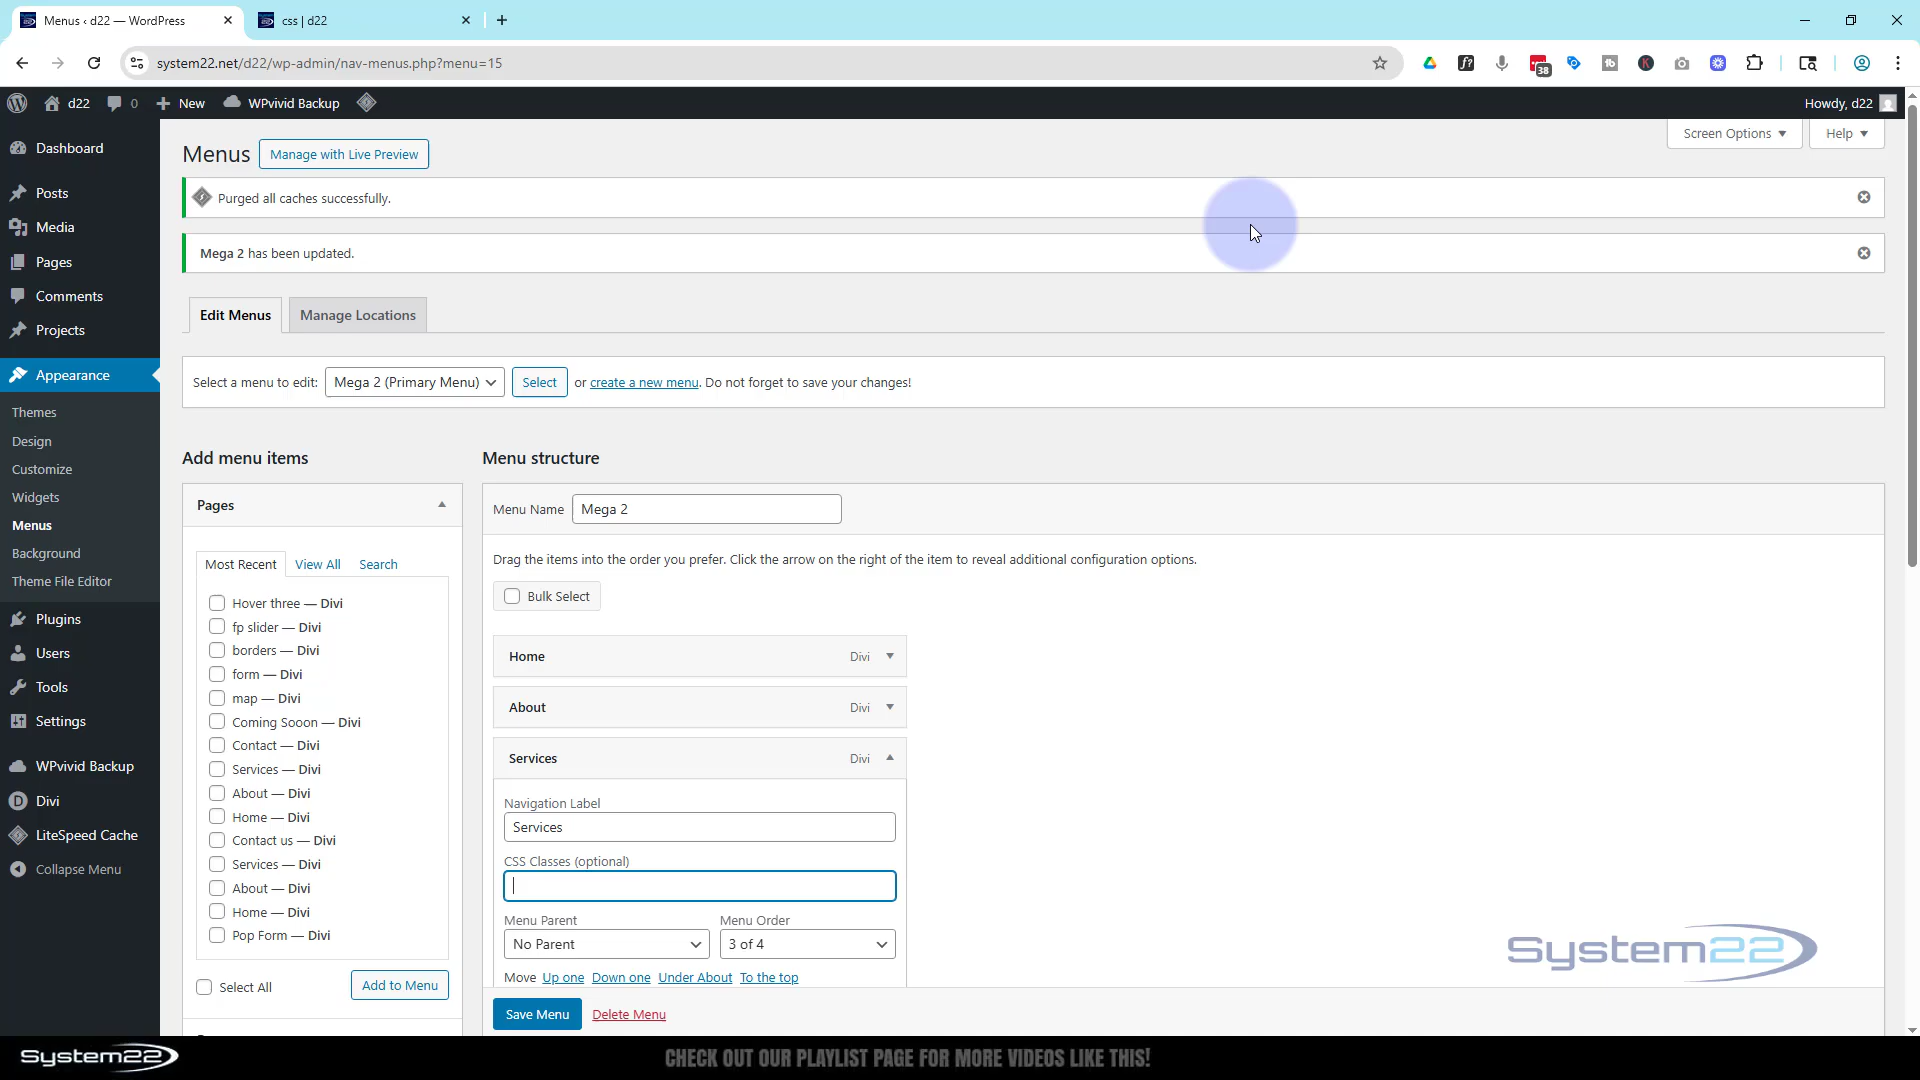 Menus ‹ d22 — WordPress
css | d22
system22.net/d22/wp-admin/nav-menus.php?menu=15
38
d22
0
New
WPvivid Backup
Howdy, d22
Dashboard
Posts
Media
Pages
Comments
Projects
Appearance
Themes
Design
Customize
Widgets
Menus
Background
Theme File Editor
Plugins
Users
Tools
Settings
WPvivid Backup
Divi
LiteSpeed Cache
Collapse Menu
Screen Options
Help
Menus
Manage with Live Preview
Purged all caches successfully.
Mega 2 has been updated.
Edit Menus
Manage Locations
Select a menu to edit:
Mega 2 (Primary Menu)
Select
or create a new menu. Do not forget to save your changes!
Add menu items
Pages
Most Recent
View All
Search
Hover three — Divi
fp slider — Divi
borders — Divi
form — Divi
map — Divi
Coming Sooon — Divi
Contact — Divi
Services — Divi
About — Divi
Home — Divi
Contact us — Divi
Services — Divi
About — Divi
Home — Divi
Pop Form — Divi
Select All
Add to Menu
Menu structure
Menu Name
Mega 2
Drag the items into the order you prefer. Click the arrow on the right of the item to reveal additional configuration options.
Bulk Select
Home
Divi
About
Divi
Services
Divi
Navigation Label
Services
CSS Classes (optional)
Menu Parent
Menu Order
No Parent
3 of 4
Move Up one Down one Under About To the top
Save Menu
Delete Menu
System22
System22
CHECK OUT OUR PLAYLIST PAGE FOR MORE VIDEOS LIKE THIS!